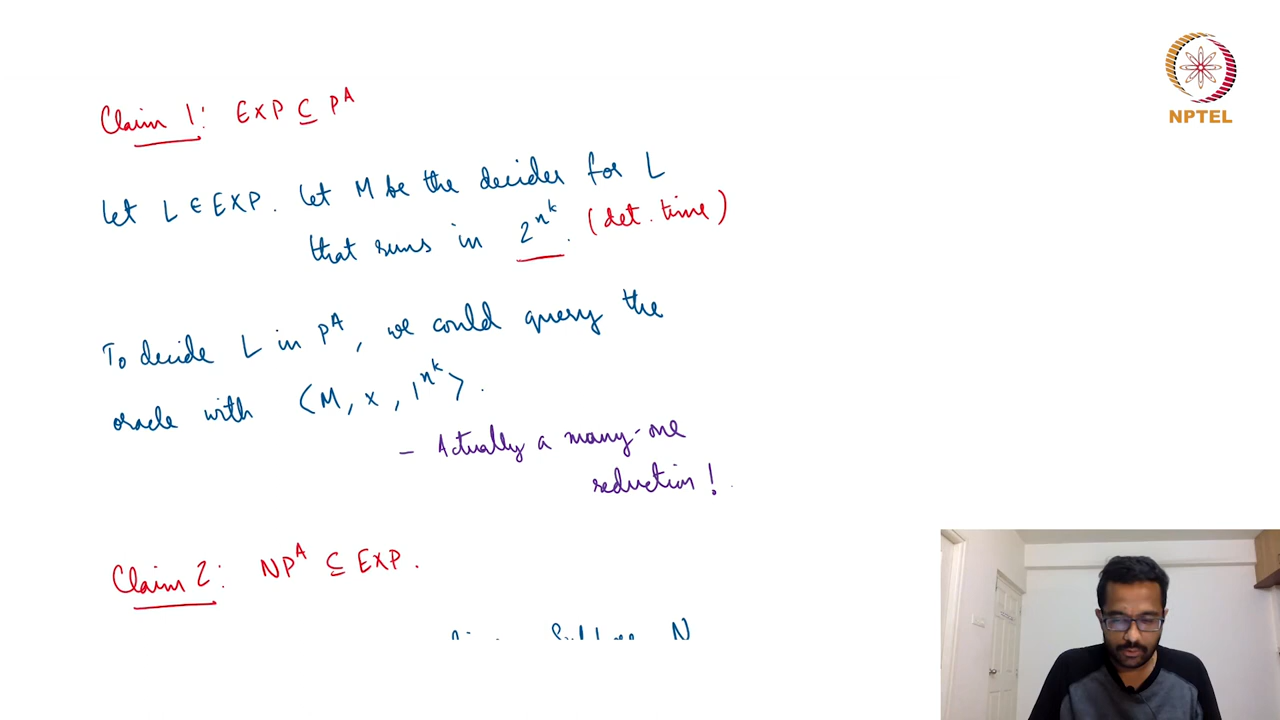 NPTEL
Claim 1: EXP ⊆ P^A
Let L ∈ EXP. Let M be the decider for L
that runs in 2^{n^k}. (det. time)
To decide L in P^A, we could query the
oracle with ⟨M, x, 1^{n^k}⟩.
- Actually a many-one
reduction!
Claim 2: NP^A ⊆ EXP.